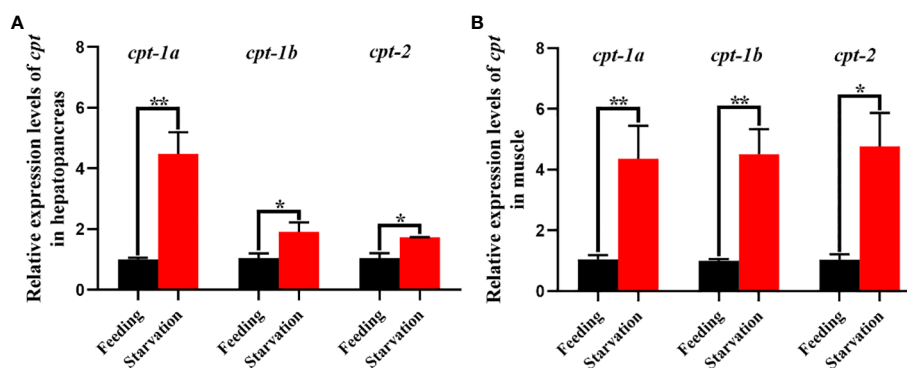 A
Relative expression levels of cpt
in hepatopancreas
8
6
4
2
0
cpt-1a
cpt-1b
cpt-2
**
*
*
Feeding
Starvation
Feeding
Starvation
Feeding
Starvation
B
Relative expression levels of cpt
in muscle
8
6
4
2
0
cpt-1a
cpt-1b
cpt-2
**
**
*
Feeding
Starvation
Feeding
Starvation
Feeding
Starvation